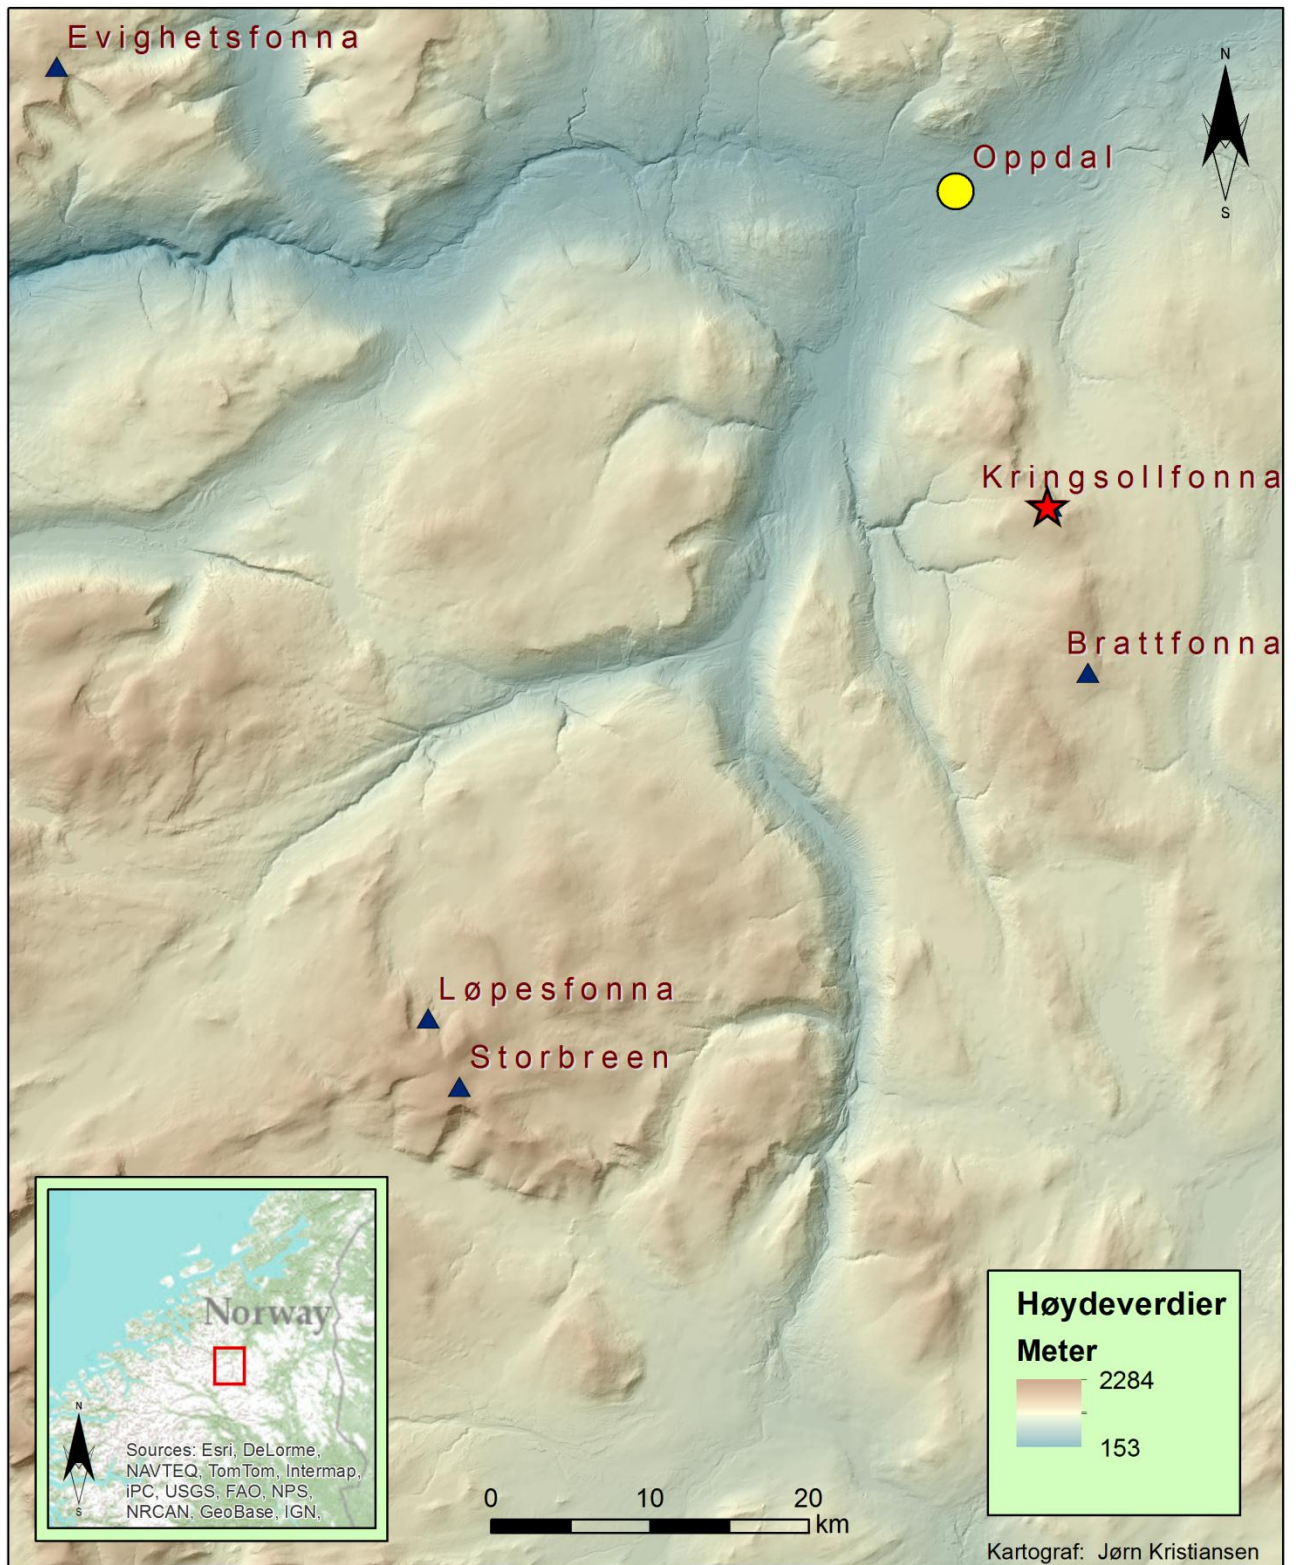 Evighetsfonna
N
Oppdal
S
Kringsollfonna
Brattfonna
Løpesfonna
Storbreen
Norway
N
S
Sources: Esri, DeLorme,
NAVTEQ, TomTom, Intermap,
iPC, USGS, FAO, NPS,
NRCAN, GeoBase, IGN,
0 10 20
km
Høydeverdier
Meter
2284
153
Kartograf: Jørn Kristiansen